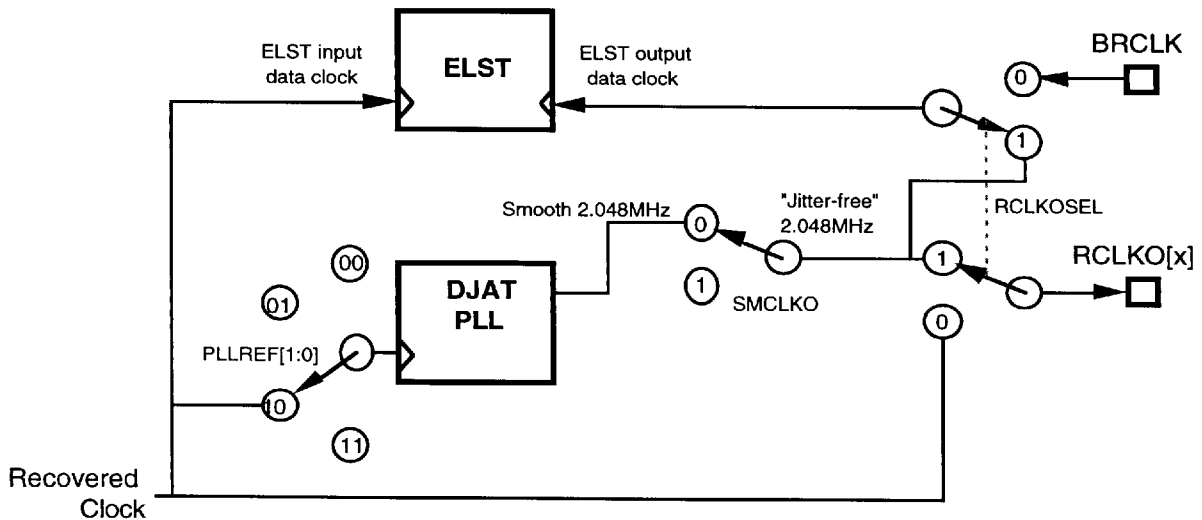 BRCLK
ELST input
data clock
ELST
ELST output
data clock
0
1
RCLKOSEL
"Jitter-free"
2.048MHz
Smooth 2.048MHz
0
1
SMCLKO
1
0
RCLKO[x]
00
01
10
11
PLLREF[1:0]
DJAT
PLL
Recovered
Clock